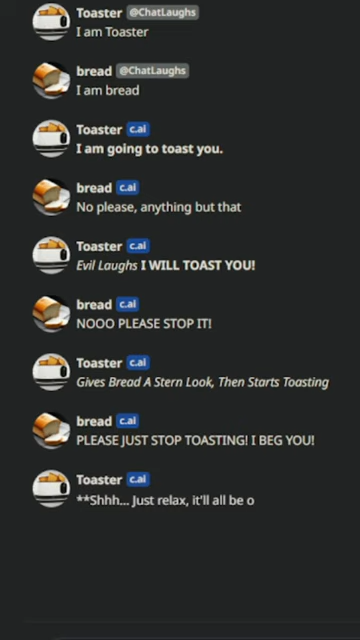 Toaster @ChatLaughs
I am Toaster
bread @ChatLaughs
I am bread
Toaster c.ai
I am going to toast you.
bread c.ai
No please, anything but that
Toaster c.ai
Evil Laughs I WILL TOAST YOU!
bread c.ai
NOOO PLEASE STOP IT!
Toaster c.ai
Gives Bread A Stern Look, Then Starts Toasting
bread c.ai
PLEASE JUST STOP TOASTING! I BEG YOU!
Toaster c.ai
**Shhh... Just relax, it'll all be o